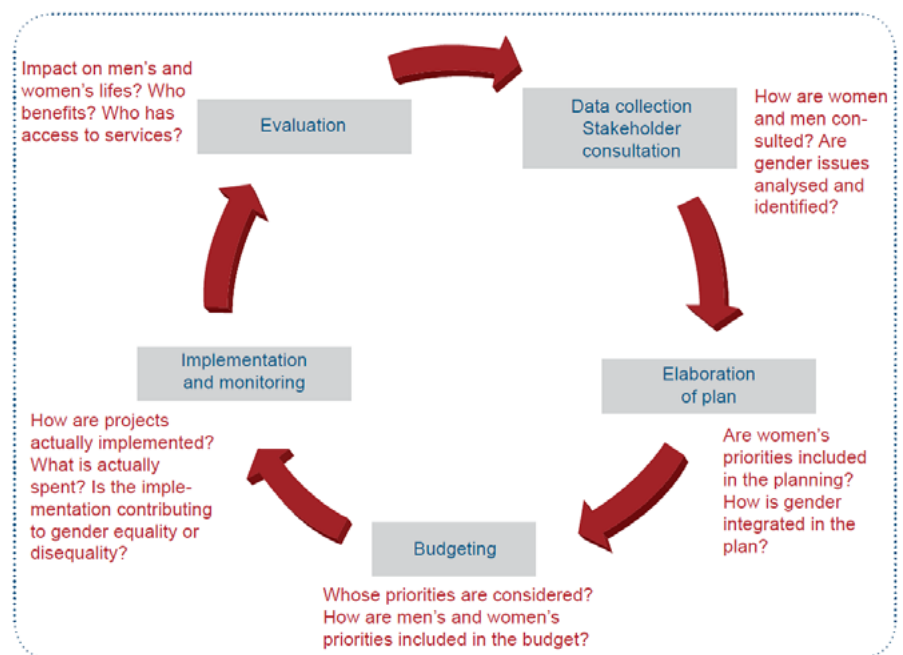 Impact on men's and
women's lifes? Who
benefits? Who has
access to services?
Evaluation
Data collection
Stakeholder
consultation
How are women
and men con-
sulted? Are
gender issues
analysed and
identified?
Elaboration
of plan
Are women's
priorities included
in the planning?
How is gender
integrated in the
plan?
Budgeting
Whose priorities are considered?
How are men's and women's
priorities included in the budget?
Implementation
and monitoring
How are projects
actually implemented?
What is actually
spent? Is the imple-
mentation contributing
to gender equality or
disequality?